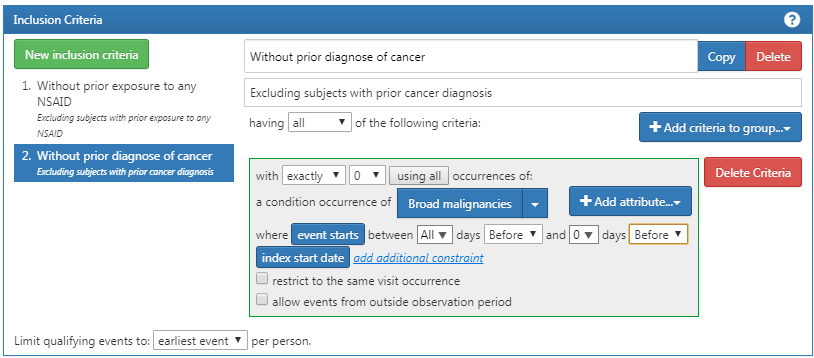 Inclusion Criteria ?
New inclusion criteria
Without prior diagnose of cancer Copy Delete
1. Without prior exposure to any
NSAID
Excluding subjects with prior exposure to any
NSAID
2. Without prior diagnose of cancer
Excluding subjects with prior cancer diagnosis
Excluding subjects with prior cancer diagnosis
having all ▼ of the following criteria: + Add criteria to group...
with exactly ▼ 0 ▼ using all occurrences of: Delete Criteria
a condition occurrence of Broad malignancies + Add attribute...
where event starts between All ▼ days Before ▼ and 0 ▼ days Before ▼
index start date add additional constraint
restrict to the same visit occurrence
allow events from outside observation period
Limit qualifying events to: earliest event ▼ per person.